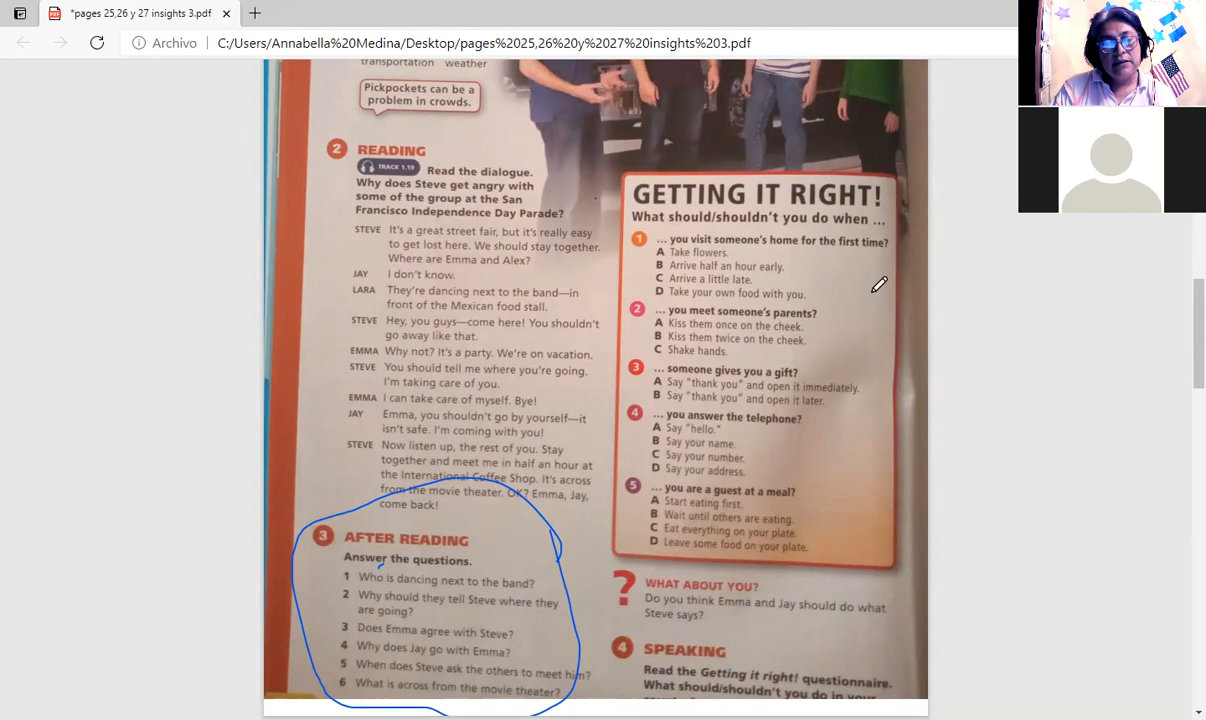 *pages 25,26 y 27 insights 3.pdf
Archivo
C:/Users/Annabella%20Medina/Desktop/pages%2025,26%20y%2027%20insights%203.pdf
transportation weather
Pickpockets can be a
problem in crowds.
2 READING
TRACK 1.19 Read the dialogue.
Why does Steve get angry with
some of the group at the San
Francisco Independence Day Parade?
STEVE It's a great street fair, but it's really easy
to get lost here. We should stay together.
Where are Emma and Alex?
JAY I don't know.
LARA They're dancing next to the band—in
front of the Mexican food stall.
STEVE Hey, you guys—come here! You shouldn't
go away like that.
EMMA Why not? It's a party. We're on vacation.
STEVE You should tell me where you're going.
I'm taking care of you.
EMMA I can take care of myself. Bye!
JAY Emma, you shouldn't go by yourself—it
isn't safe. I'm coming with you!
STEVE Now listen up, the rest of you. Stay
together and meet me in half an hour at
the International Coffee Shop. It's across
from the movie theater. OK? Emma, Jay,
come back!
3 AFTER READING
Answer the questions.
1 Who is dancing next to the band?
2 Why should they tell Steve where they
are going?
3 Does Emma agree with Steve?
4 Why does Jay go with Emma?
5 When does Steve ask the others to meet him?
6 What is across from the movie theater?
GETTING IT RIGHT!
What should/shouldn't you do when ...
1 ... you visit someone's home for the first time?
A Take flowers.
B Arrive half an hour early.
C Arrive a little late.
D Take your own food with you.
2 ... you meet someone's parents?
A Kiss them once on the cheek.
B Kiss them twice on the cheek.
C Shake hands.
3 ... someone gives you a gift?
A Say "thank you" and open it immediately.
B Say "thank you" and open it later.
4 ... you answer the telephone?
A Say "hello."
B Say your name.
C Say your number.
D Say your address.
5 ... you are a guest at a meal?
A Start eating first.
B Wait until others are eating.
C Eat everything on your plate.
D Leave some food on your plate.
? WHAT ABOUT YOU?
Do you think Emma and Jay should do what
Steve says?
4 SPEAKING
Read the Getting it right! questionnaire.
What should/shouldn't you do in your